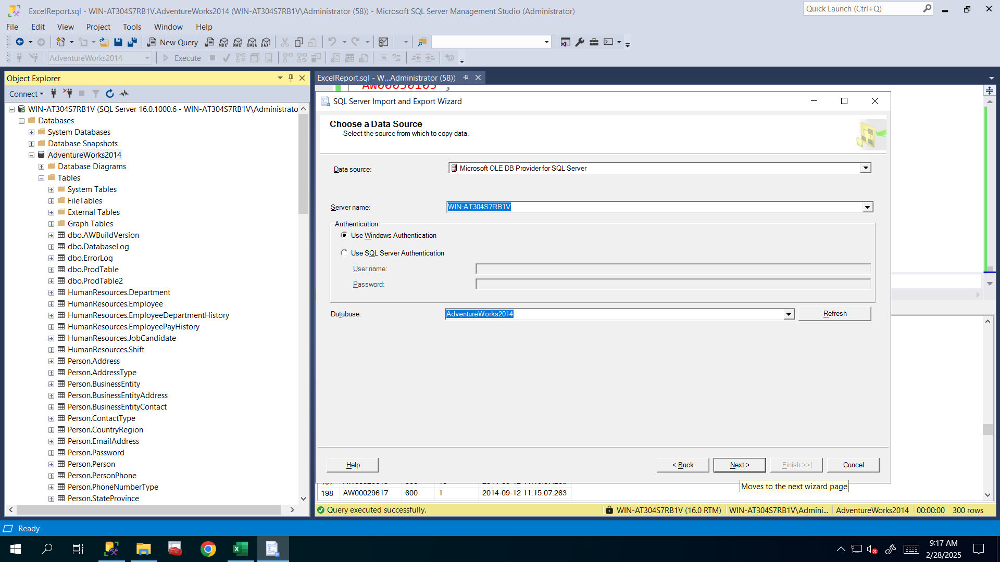 ExcelReport.sql - WIN-AT304S7RB1V.AdventureWorks2014 (WIN-AT304S7RB1V\Administrator (58)) - Microsoft SQL Server Management Studio (Administrator)
Quick Launch (Ctrl+Q)
File Edit View Project Tools Window Help
New Query
MDX DMX XMLA DAX
AdventureWorks2014
Execute
Object Explorer
ExcelReport.sql - W...Administrator (58))
Connect
WIN-AT304S7RB1V (SQL Server 16.0.1000.6 - WIN-AT304S7RB1V\Administrato
Databases
System Databases
Database Snapshots
AdventureWorks2014
Database Diagrams
Tables
System Tables
FileTables
External Tables
Graph Tables
dbo.AWBuildVersion
dbo.DatabaseLog
dbo.ErrorLog
dbo.ProdTable
dbo.ProdTable2
HumanResources.Department
HumanResources.Employee
HumanResources.EmployeeDepartmentHistory
HumanResources.EmployeePayHistory
HumanResources.JobCandidate
HumanResources.Shift
Person.Address
Person.AddressType
Person.BusinessEntity
Person.BusinessEntityAddress
Person.BusinessEntityContact
Person.ContactType
Person.CountryRegion
Person.EmailAddress
Person.Password
Person.Person
Person.PersonPhone
Person.PhoneNumberType
Person.StateProvince
SQL Server Import and Export Wizard
Choose a Data Source
Select the source from which to copy data.
Data source: Microsoft OLE DB Provider for SQL Server
Server name: WIN-AT304S7RB1V
Authentication
Use Windows Authentication
Use SQL Server Authentication
User name:
Password:
Database: AdventureWorks2014 Refresh
Help < Back Next > Finish >>| Cancel
Moves to the next wizard page
198 AW00029617 600 1 2014-09-12 11:15:07.263
Query executed successfully. WIN-AT304S7RB1V (16.0 RTM) WIN-AT304S7RB1V\Admini... AdventureWorks2014 00:00:00 300 rows
Ready
9:17 AM
2/28/2025